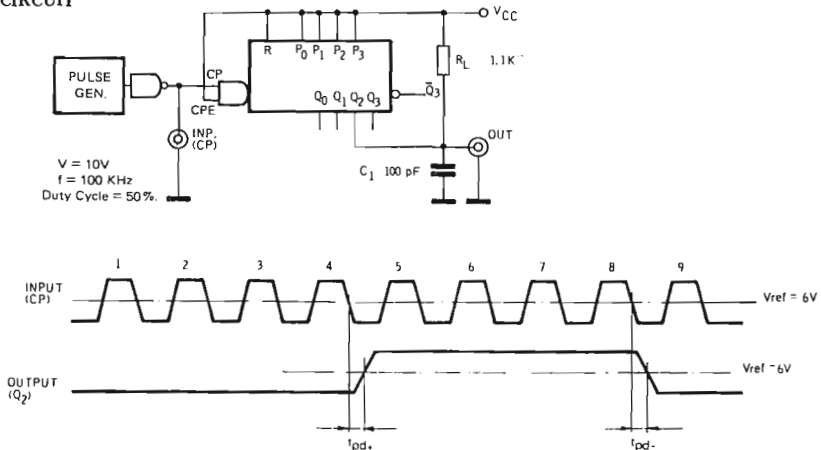 CIRCUIT
VCC
R P0 P1 P2 P3
RL 1.1K
PULSE GEN.
CP
CPE
Q̅3
Q0 Q1 Q2 Q3
INP. (CP)
OUT
C1 100 pF
V = 10V
f = 100 KHz
Duty Cycle = 50%.
1 2 3 4 5 6 7 8 9
INPUT (CP)
Vref = 6V
OUTPUT (Q2)
Vref = 6V
tpd+ tpd-